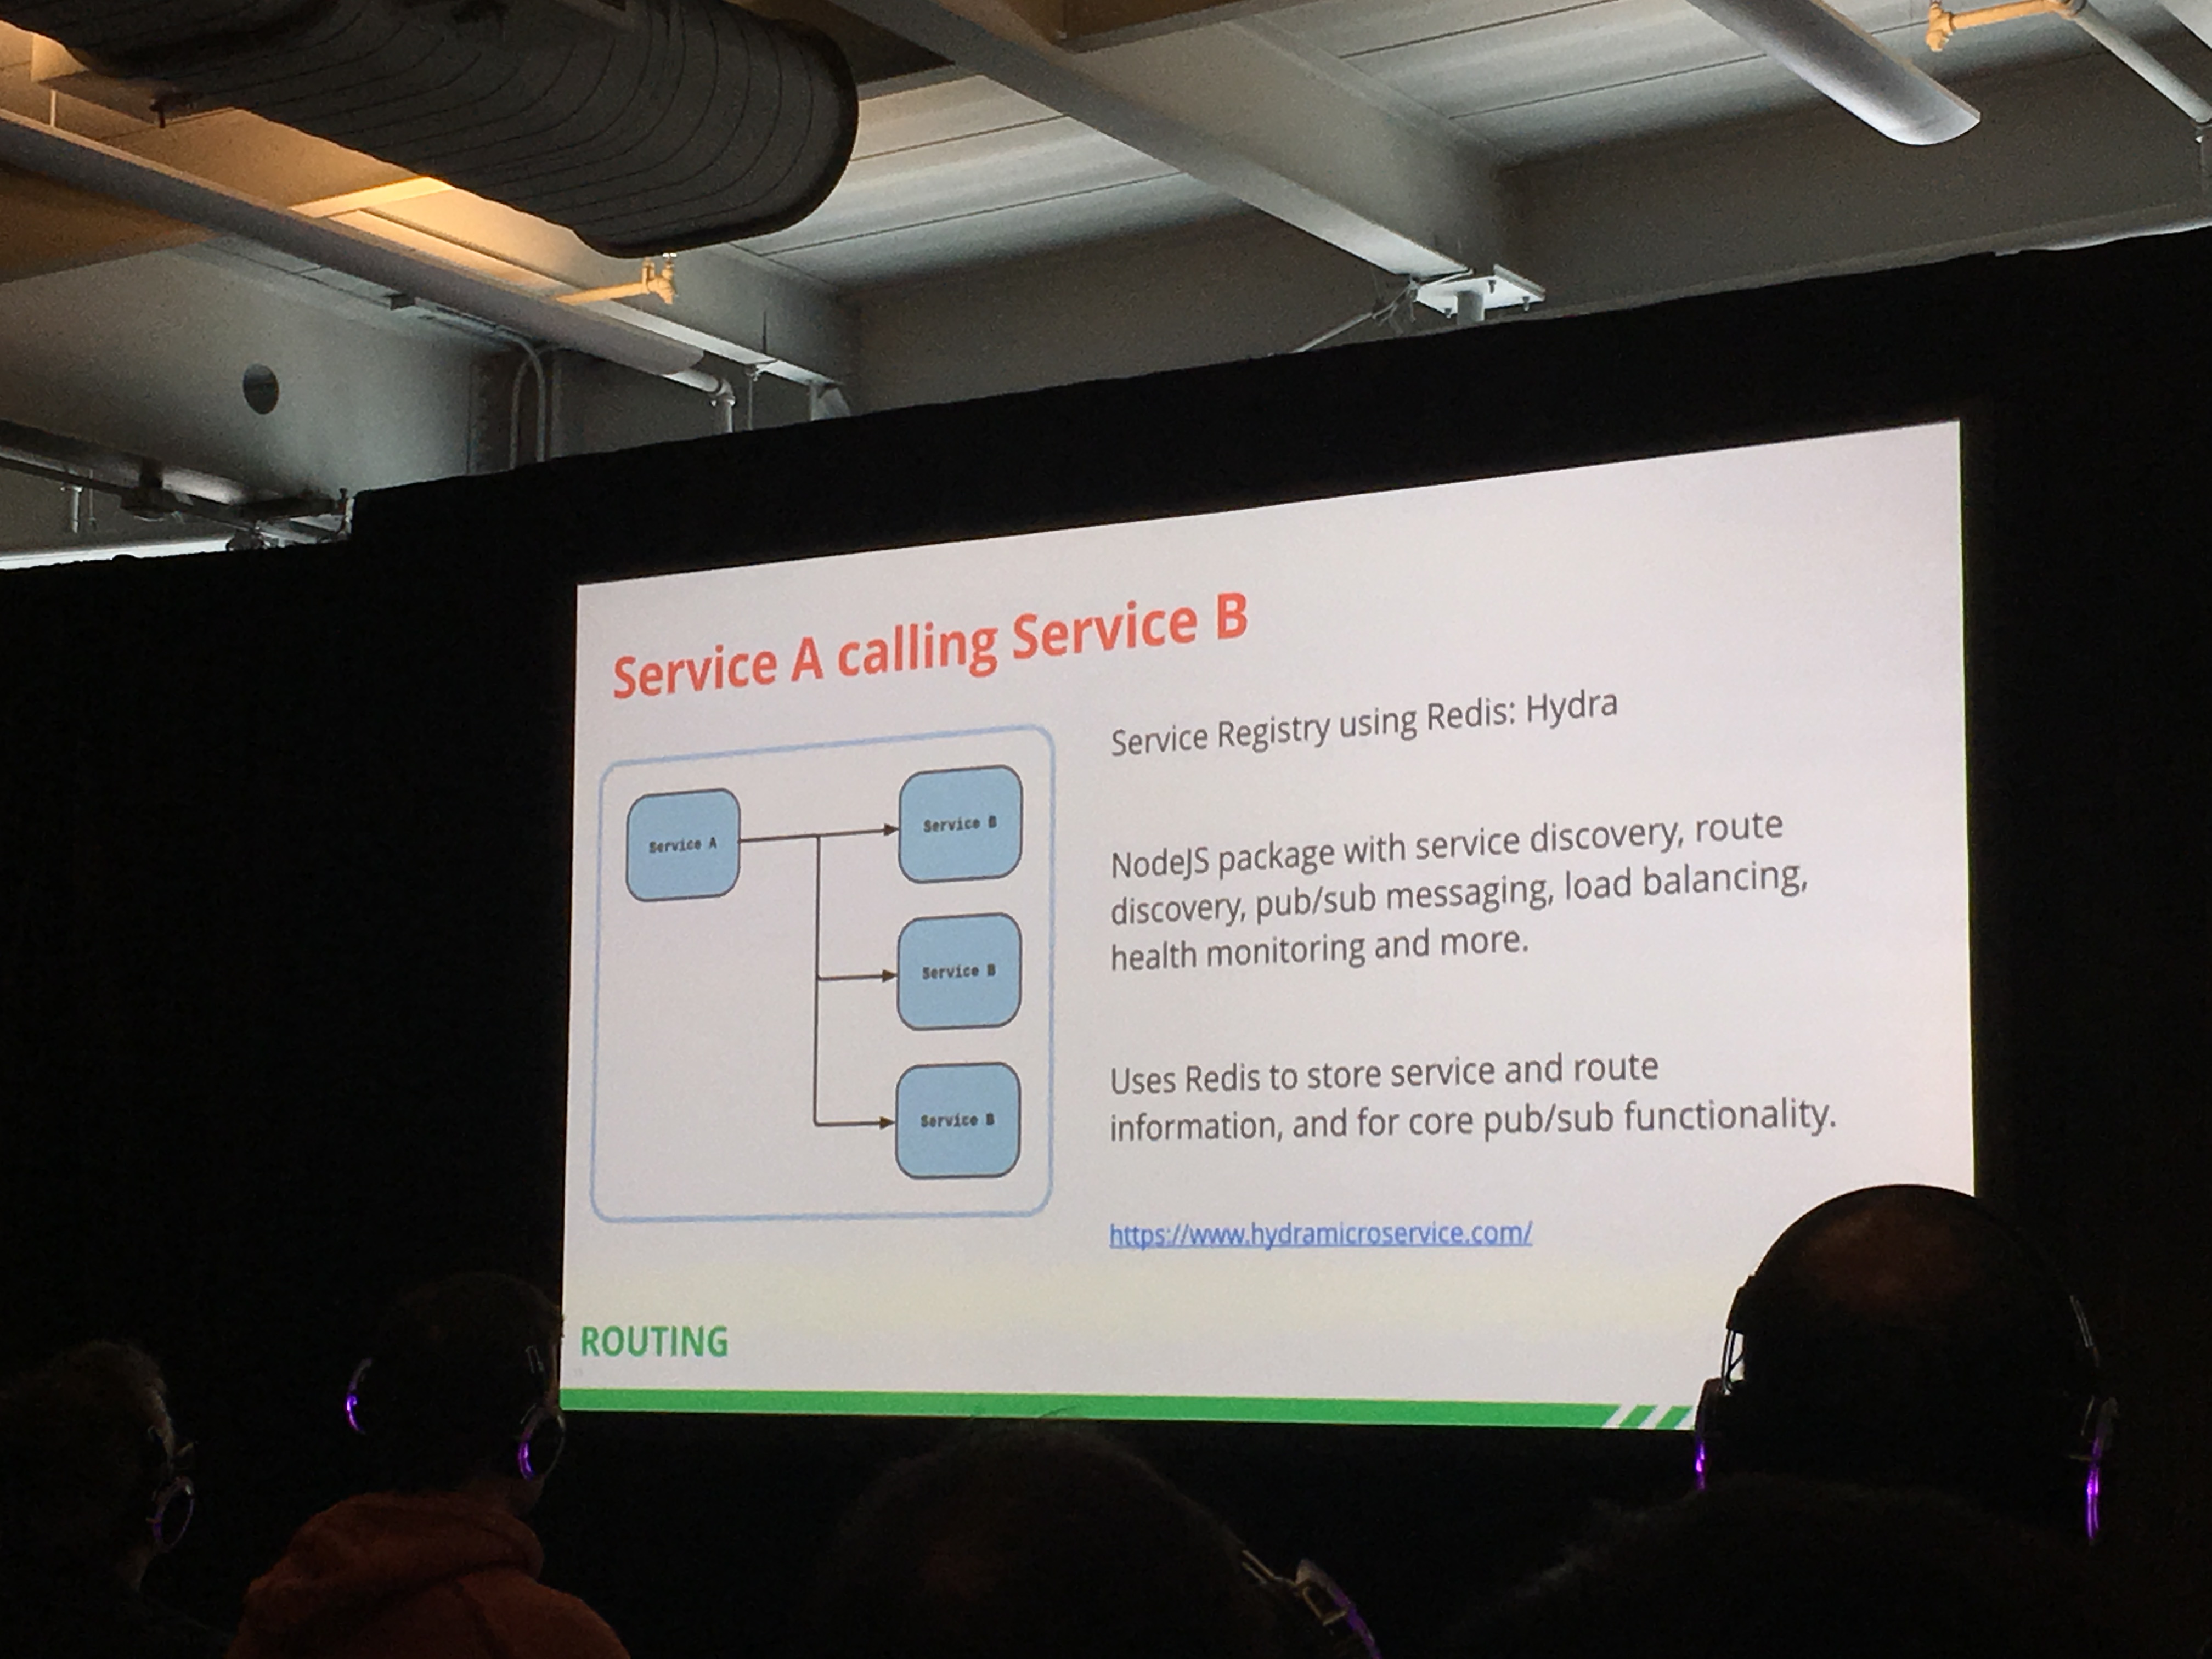 Service A calling Service B
Service A
Service B
Service B
Service B
Service Registry using Redis: Hydra
NodeJS package with service discovery, route
discovery, pub/sub messaging, load balancing,
health monitoring and more.
Uses Redis to store service and route
information, and for core pub/sub functionality.
https://www.hydramicroservice.com/
ROUTING